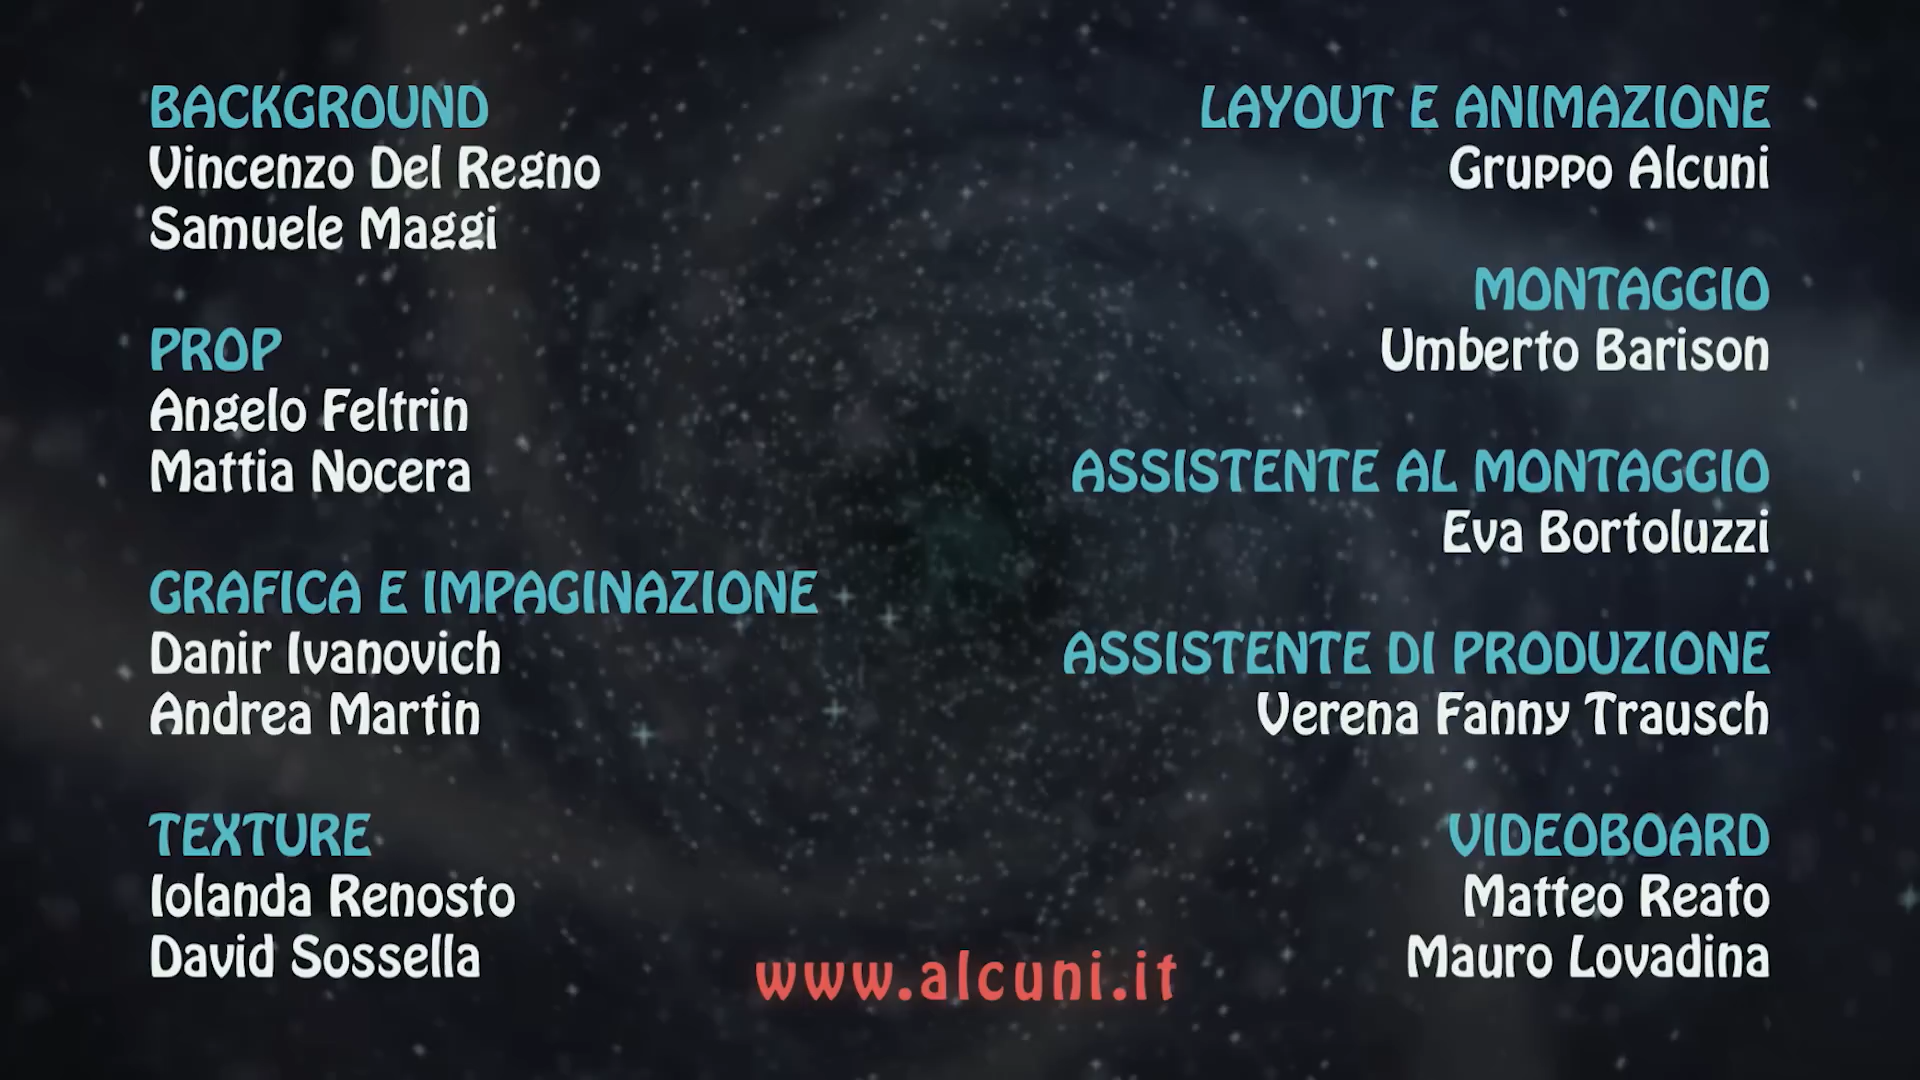 BACKGROUND
Vincenzo Del Regno
Samuele Maggi
PROP
Angelo Feltrin
Mattia Nocera
GRAFICA E IMPAGINAZIONE
Danir Ivanovich
Andrea Martin
TEXTURE
Iolanda Renosto
David Sossella
LAYOUT E ANIMAZIONE
Gruppo Alcuni
MONTAGGIO
Umberto Barison
ASSISTENTE AL MONTAGGIO
Eva Bortoluzzi
ASSISTENTE DI PRODUZIONE
Verena Fanny Trausch
VIDEOBOARD
Matteo Reato
Mauro Lovadina
www.alcuni.it